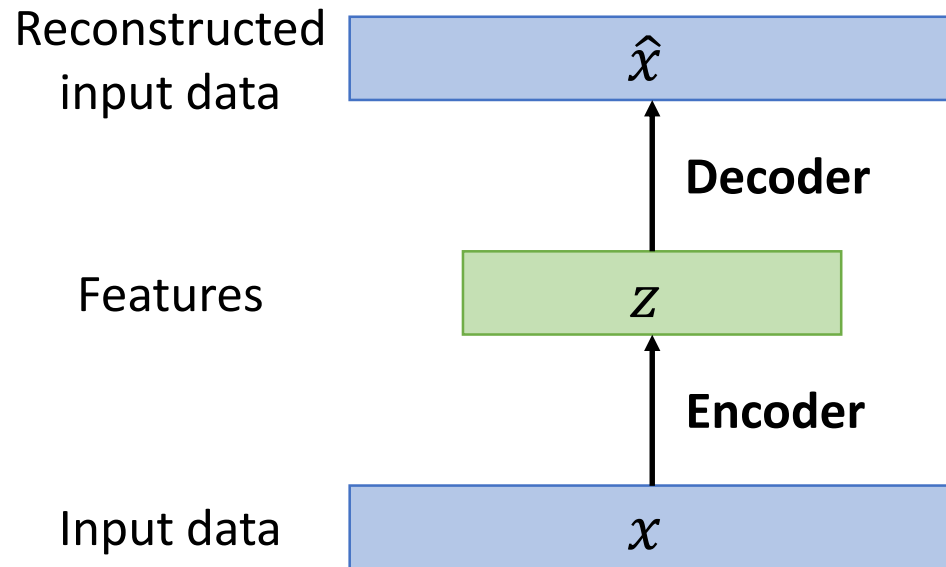 Reconstructed
input data
x̂
Decoder
Features
z
Encoder
Input data
x